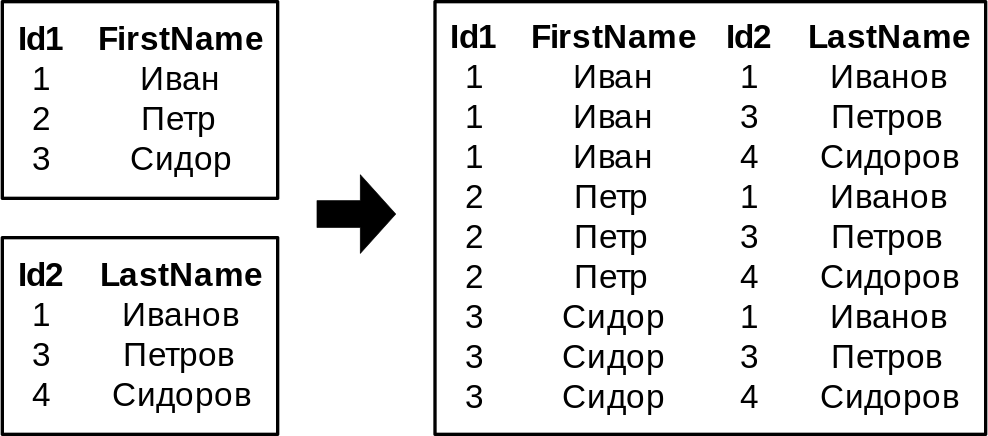 Id1 FirstName
1 Иван
2 Петр
3 Сидор
Id2 LastName
1 Иванов
3 Петров
4 Сидоров
Id1 FirstName Id2 LastName
1 Иван 1 Иванов
1 Иван 3 Петров
1 Иван 4 Сидоров
2 Петр 1 Иванов
2 Петр 3 Петров
2 Петр 4 Сидоров
3 Сидор 1 Иванов
3 Сидор 3 Петров
3 Сидор 4 Сидоров